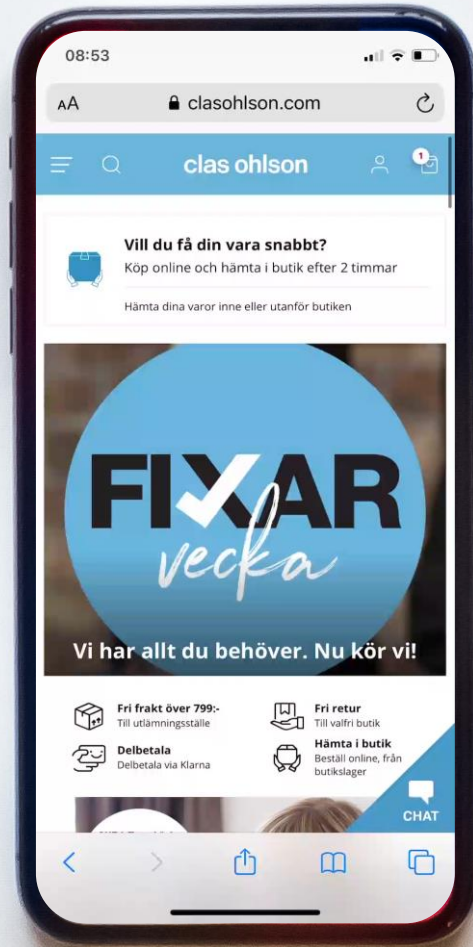 08:53
AA
clasohlson.com
clas ohlson
1
Vill du få din vara snabbt?
Köp online och hämta i butik efter 2 timmar
Hämta dina varor inne eller utanför butiken
FIXAR
vecka
Vi har allt du behöver. Nu kör vi!
Fri frakt över 799:-
Till utlämningsställe
Fri retur
Till valfri butik
Delbetala
Delbetala via Klarna
Hämta i butik
Beställ online, från
butikslager
CHAT